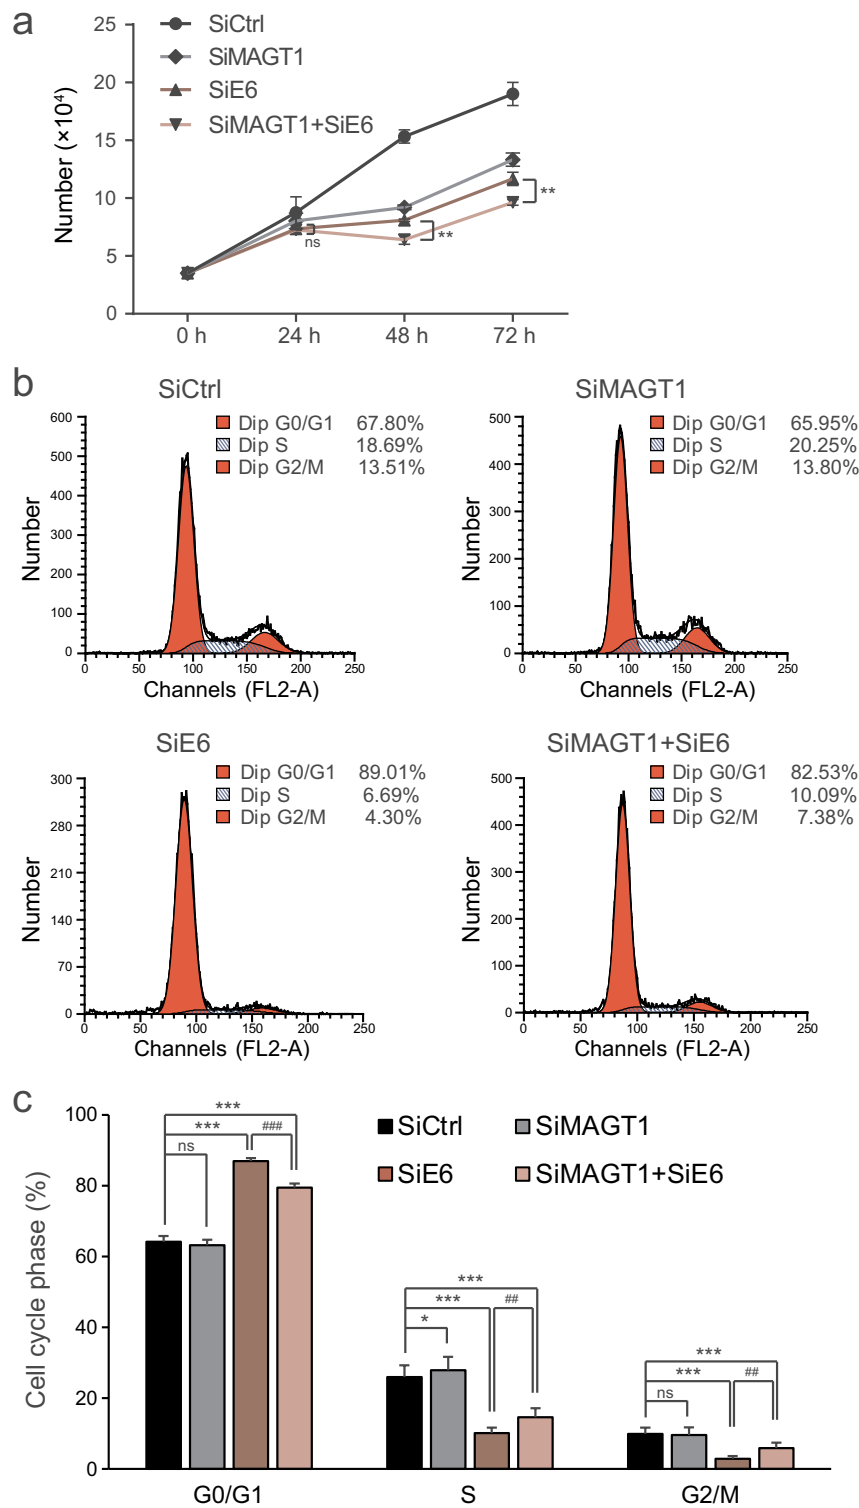 a
SiCtrl
SiMAGT1
SiE6
SiMAGT1+SiE6
Number (×10⁴)
25
20
15
10
5
0
ns
**
**
0 h 24 h 48 h 72 h
b
SiCtrl
Dip G0/G1 67.80%
Dip S 18.69%
Dip G2/M 13.51%
Number
600
500
400
300
200
100
0
0 50 100 150 200 250
Channels (FL2-A)
SiMAGT1
Dip G0/G1 65.95%
Dip S 20.25%
Dip G2/M 13.80%
Number
500
400
300
200
100
0
0 50 100 150 200 250
Channels (FL2-A)
SiE6
Dip G0/G1 89.01%
Dip S 6.69%
Dip G2/M 4.30%
Number
300
280
210
140
70
0
0 50 100 150 200 250
Channels (FL2-A)
SiMAGT1+SiE6
Dip G0/G1 82.53%
Dip S 10.09%
Dip G2/M 7.38%
Number
500
400
300
200
100
0
0 50 100 150 200 250
Channels (FL2-A)
c
SiCtrl
SiMAGT1
SiE6
SiMAGT1+SiE6
Cell cycle phase (%)
100
80
60
40
20
0
***
*** ###
ns
***
*** ##
*
***
*** ##
ns
G0/G1 S G2/M